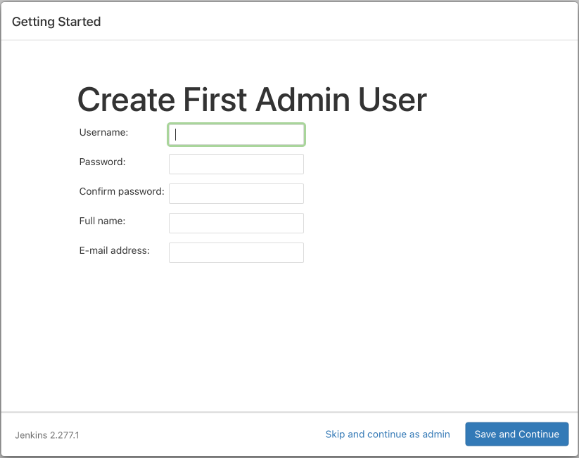 Getting Started
Create First Admin User
Username:
Password:
Confirm password:
Full name:
E-mail address:
Jenkins 2.277.1
Skip and continue as admin
Save and Continue